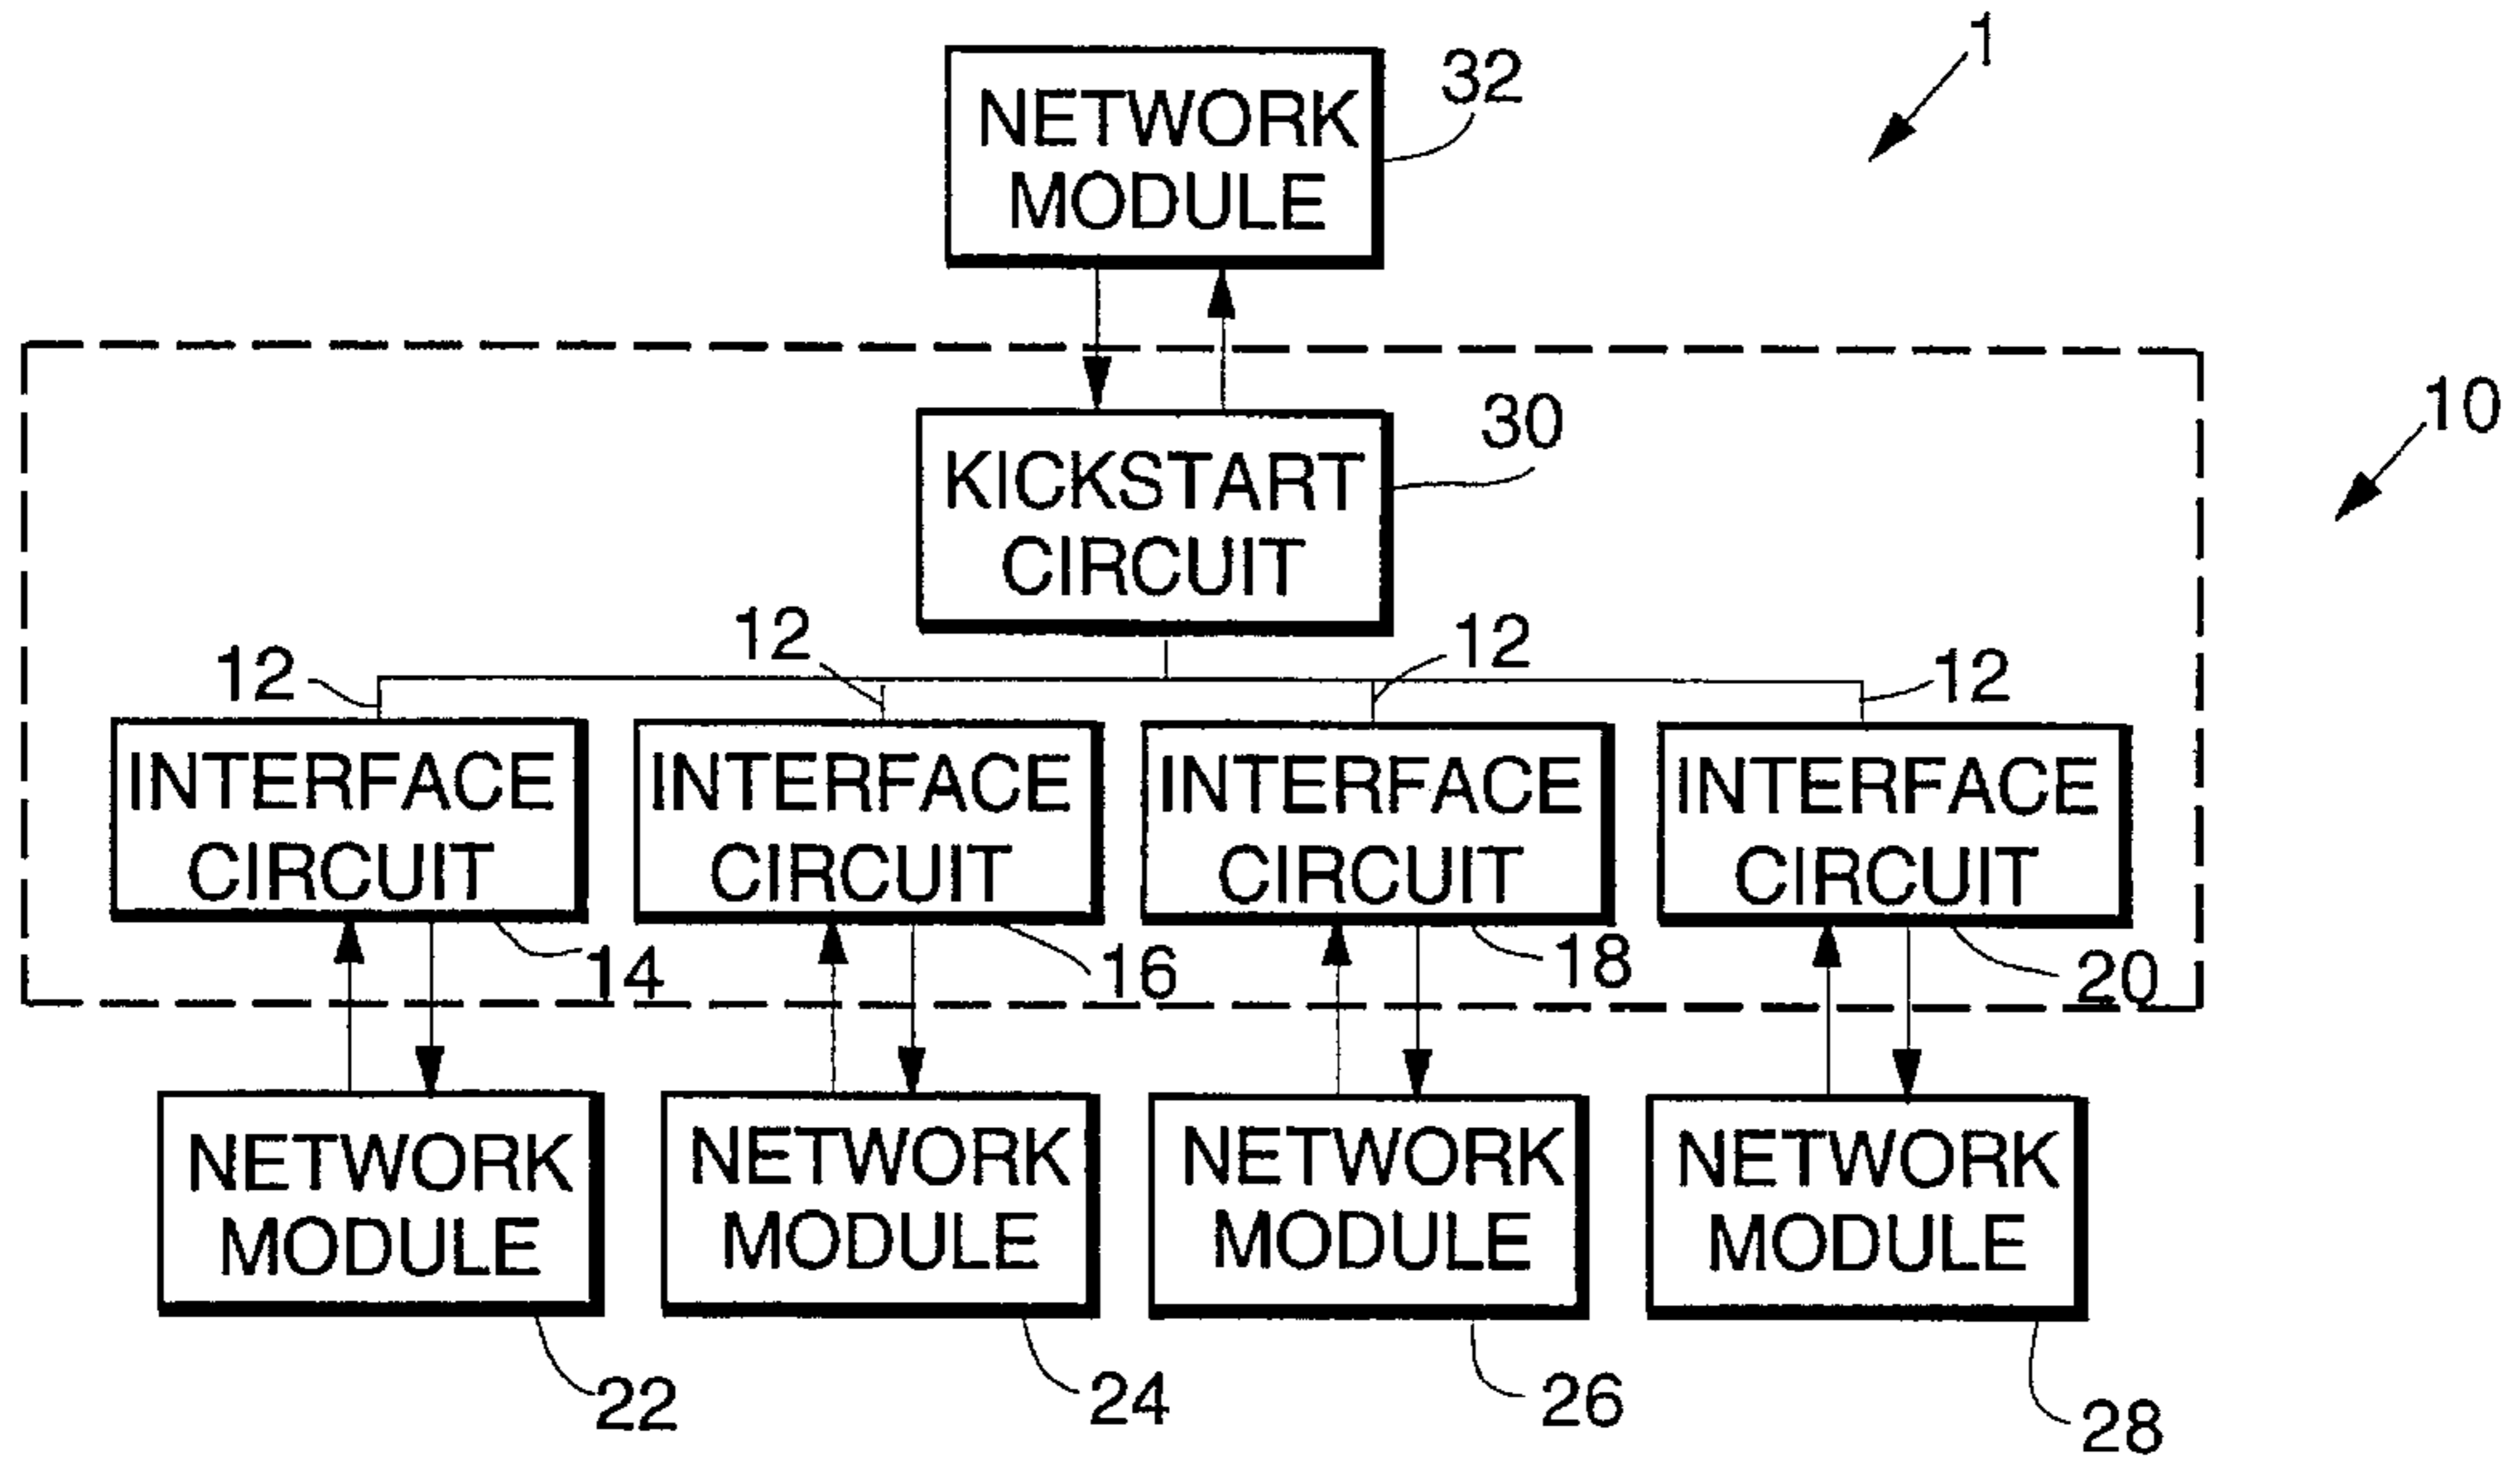 1
NETWORK
MODULE
32
10
KICKSTART
CIRCUIT
30
12
12
12
12
INTERFACE
CIRCUIT
14
INTERFACE
CIRCUIT
16
INTERFACE
CIRCUIT
18
INTERFACE
CIRCUIT
20
NETWORK
MODULE
22
NETWORK
MODULE
24
NETWORK
MODULE
26
NETWORK
MODULE
28